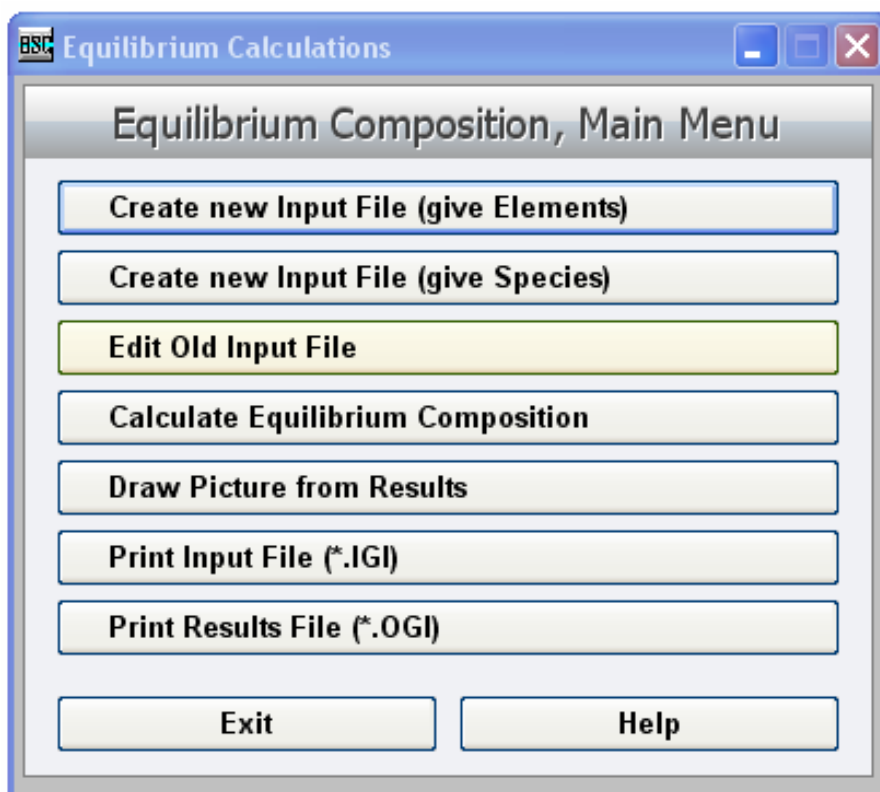 HSC Equilibrium Calculations
Equilibrium Composition, Main Menu
Create new Input File (give Elements)
Create new Input File (give Species)
Edit Old Input File
Calculate Equilibrium Composition
Draw Picture from Results
Print Input File (*.IGI)
Print Results File (*.OGI)
Exit Help